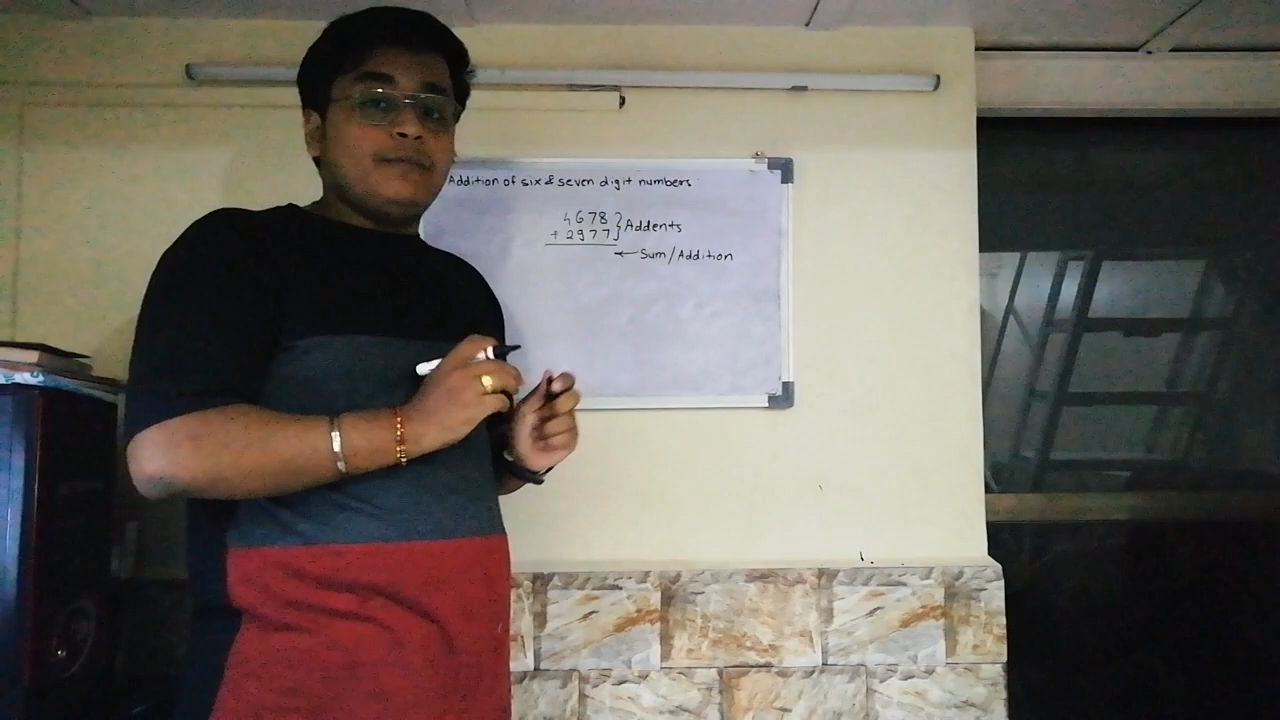 Addition of six & seven digit numbers
4678 } Addents
+ 2977
← Sum/Addition